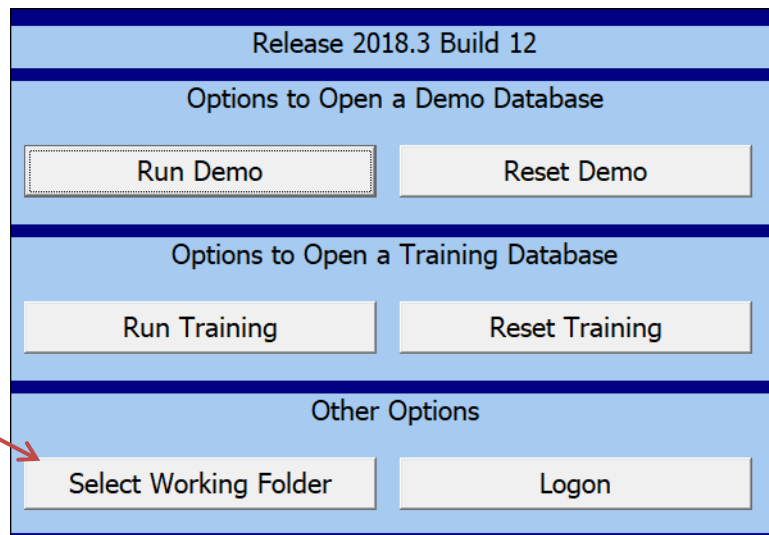 Release 2018.3 Build 12
Options to Open a Demo Database
Run Demo
Reset Demo
Options to Open a Training Database
Run Training
Reset Training
Other Options
Select Working Folder
Logon